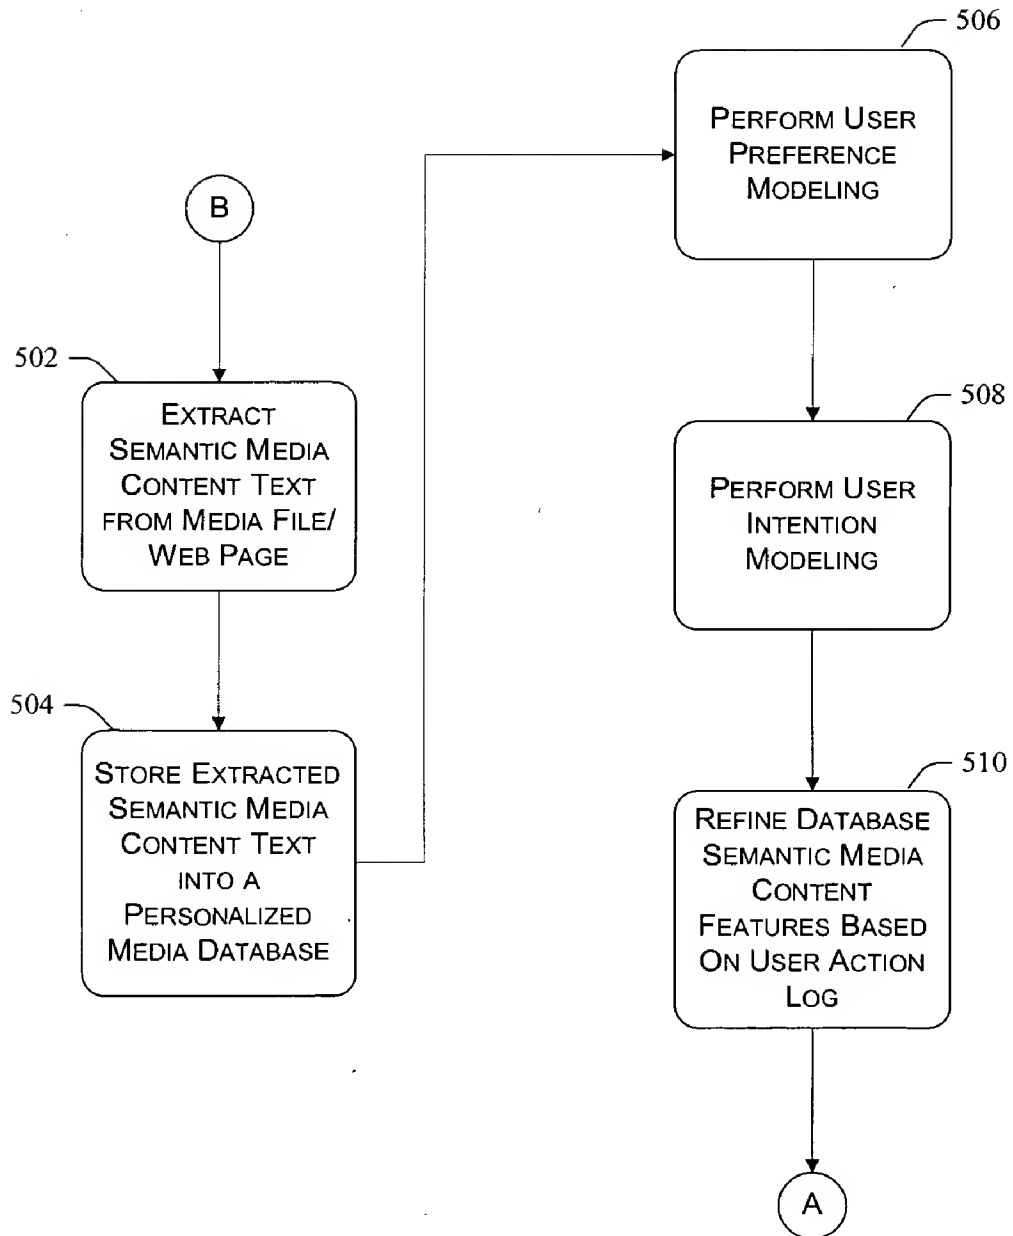 B
502
EXTRACT
SEMANTIC MEDIA
CONTENT TEXT
FROM MEDIA FILE/
WEB PAGE
504
STORE EXTRACTED
SEMANTIC MEDIA
CONTENT TEXT
INTO A
PERSONALIZED
MEDIA DATABASE
506
PERFORM USER
PREFERENCE
MODELING
508
PERFORM USER
INTENTION
MODELING
510
REFINE DATABASE
SEMANTIC MEDIA
CONTENT
FEATURES BASED
ON USER ACTION
LOG
A